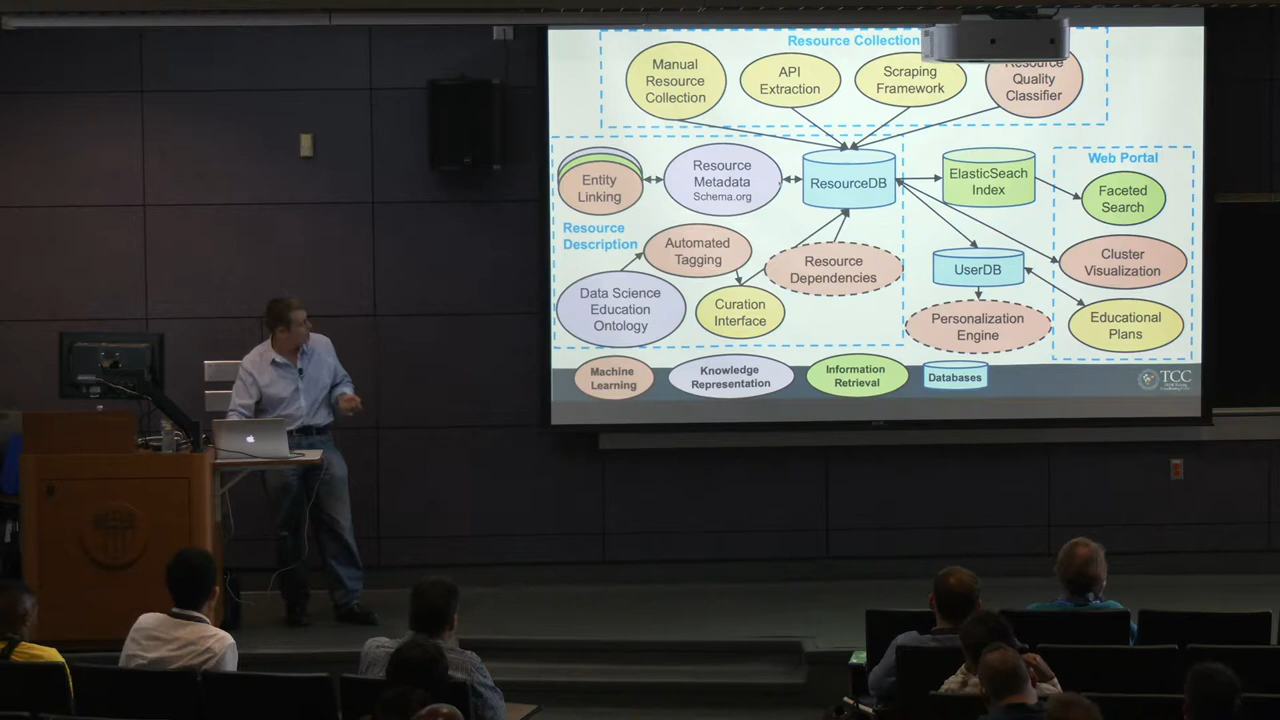 Resource Collection
Manual
Resource
Collection
API
Extraction
Scraping
Framework
Resource
Quality
Classifier
Entity
Linking
Resource
Metadata
Schema.org
ResourceDB
ElasticSeach
Index
Web Portal
Faceted
Search
Resource
Description
Automated
Tagging
Resource
Dependencies
UserDB
Cluster
Visualization
Data Science
Education
Ontology
Curation
Interface
Personalization
Engine
Educational
Plans
Machine
Learning
Knowledge
Representation
Information
Retrieval
Databases
TCC